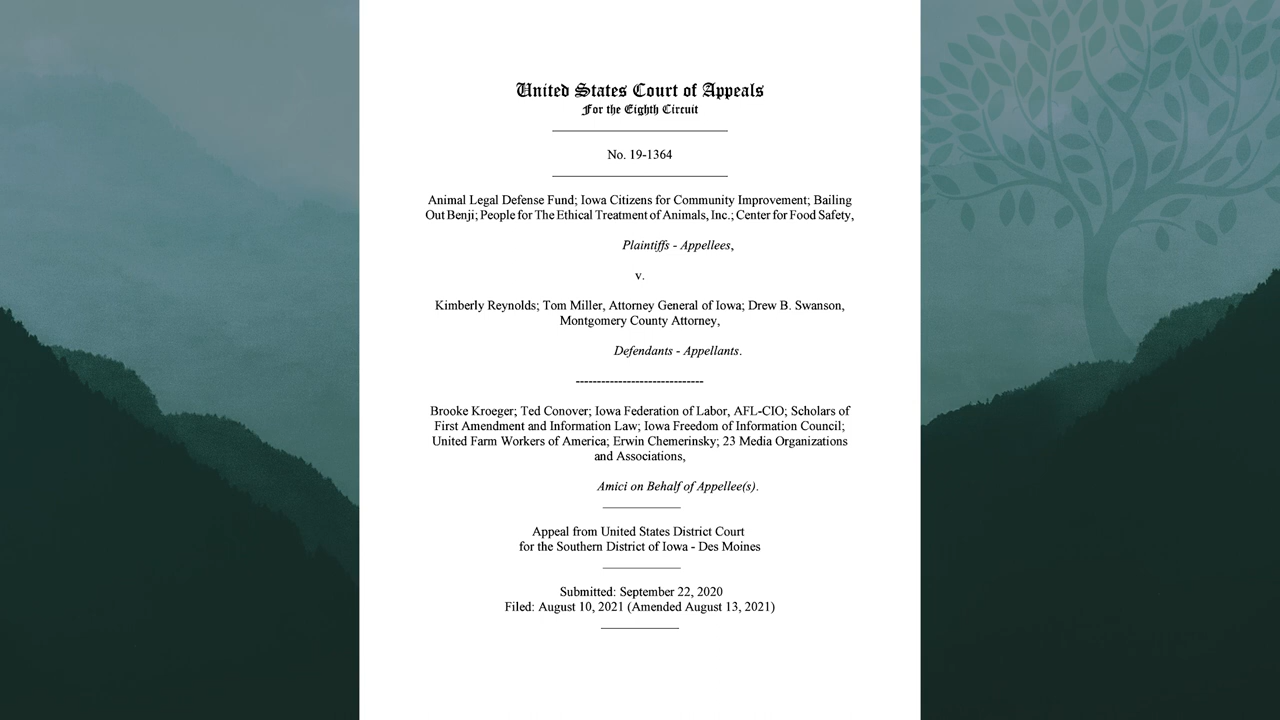 United States Court of Appeals
For the Eighth Circuit
No. 19-1364
Animal Legal Defense Fund; Iowa Citizens for Community Improvement; Bailing
Out Benji; People for The Ethical Treatment of Animals, Inc.; Center for Food Safety,
Plaintiffs - Appellees,
v.
Kimberly Reynolds; Tom Miller, Attorney General of Iowa; Drew B. Swanson,
Montgomery County Attorney,
Defendants - Appellants.
------------------------------
Brooke Kroeger; Ted Conover; Iowa Federation of Labor, AFL-CIO; Scholars of
First Amendment and Information Law; Iowa Freedom of Information Council;
United Farm Workers of America; Erwin Chemerinsky; 23 Media Organizations
and Associations,
Amici on Behalf of Appellee(s).
Appeal from United States District Court
for the Southern District of Iowa - Des Moines
Submitted: September 22, 2020
Filed: August 10, 2021 (Amended August 13, 2021)